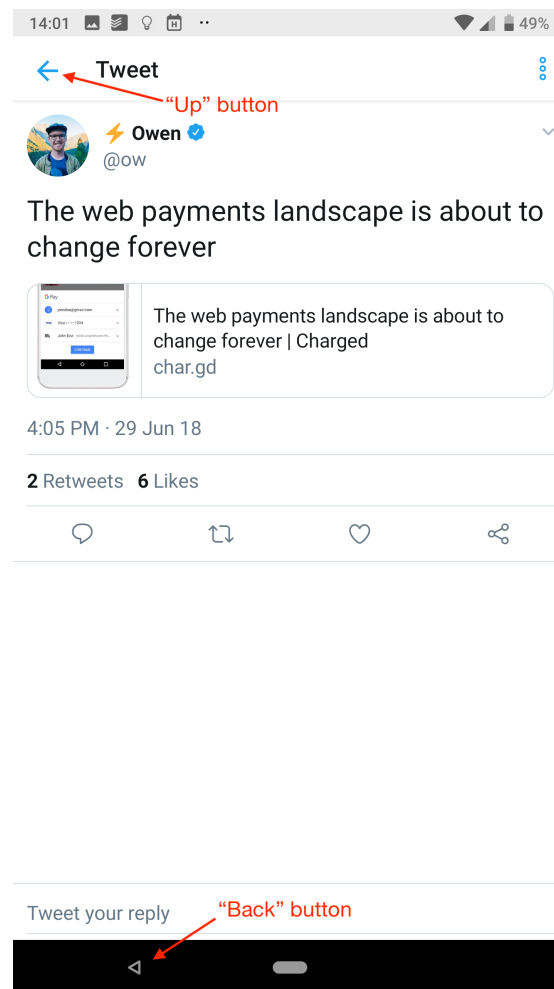 14:01
49%
Tweet
“Up” button
⚡ Owen
@ow
The web payments landscape is about to
change forever
G Pay
CONTINUE
The web payments landscape is about to
change forever | Charged
char.gd
4:05 PM · 29 Jun 18
2 Retweets 6 Likes
Tweet your reply
“Back” button